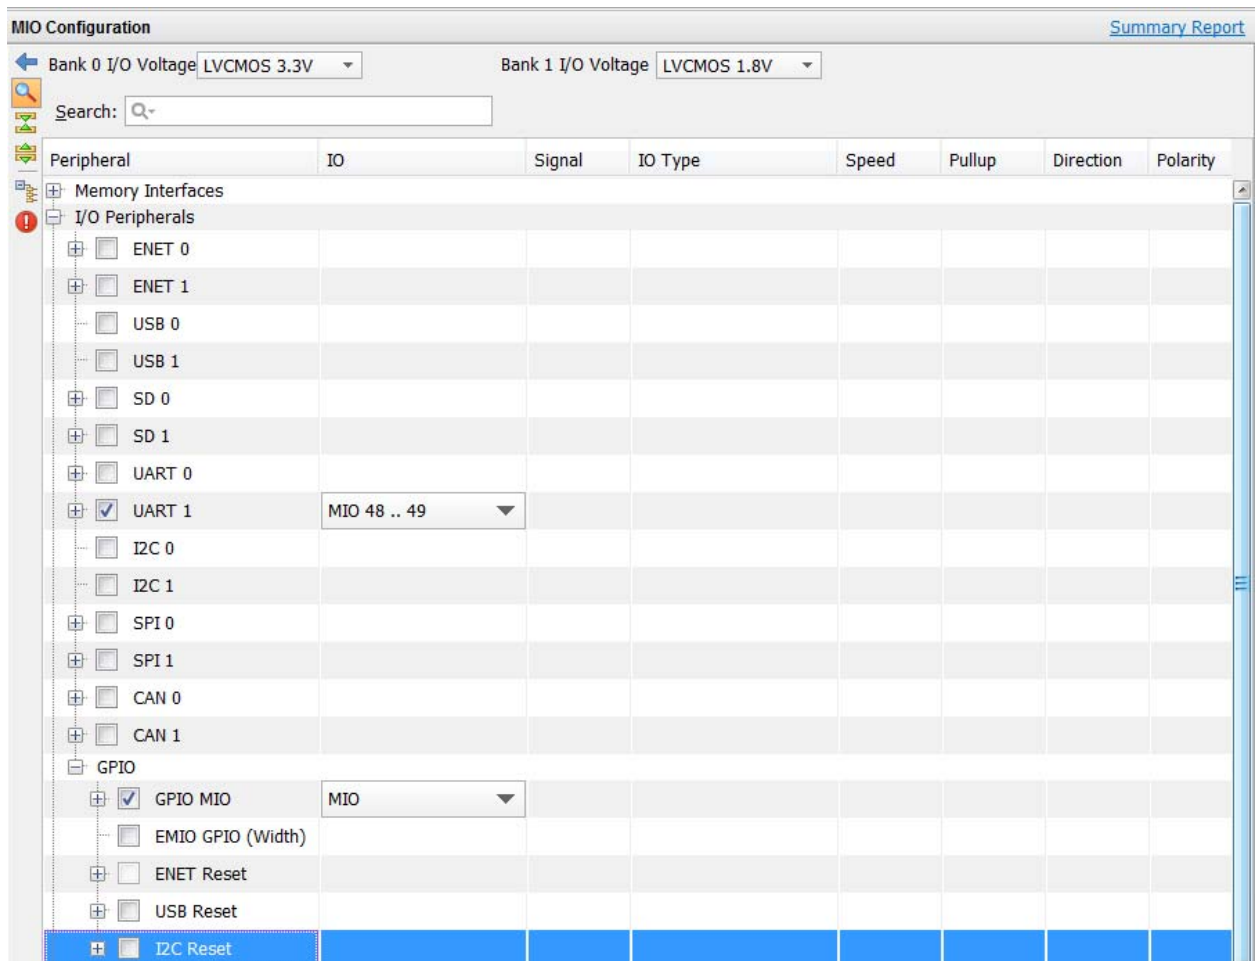 MIO Configuration Summary Report
Bank 0 I/O Voltage LVCMOS 3.3V Bank 1 I/O Voltage LVCMOS 1.8V
Search:
Peripheral IO Signal IO Type Speed Pullup Direction Polarity
Memory Interfaces
I/O Peripherals
ENET 0
ENET 1
USB 0
USB 1
SD 0
SD 1
UART 0
UART 1 MIO 48 .. 49
I2C 0
I2C 1
SPI 0
SPI 1
CAN 0
CAN 1
GPIO
GPIO MIO MIO
EMIO GPIO (Width)
ENET Reset
USB Reset
I2C Reset